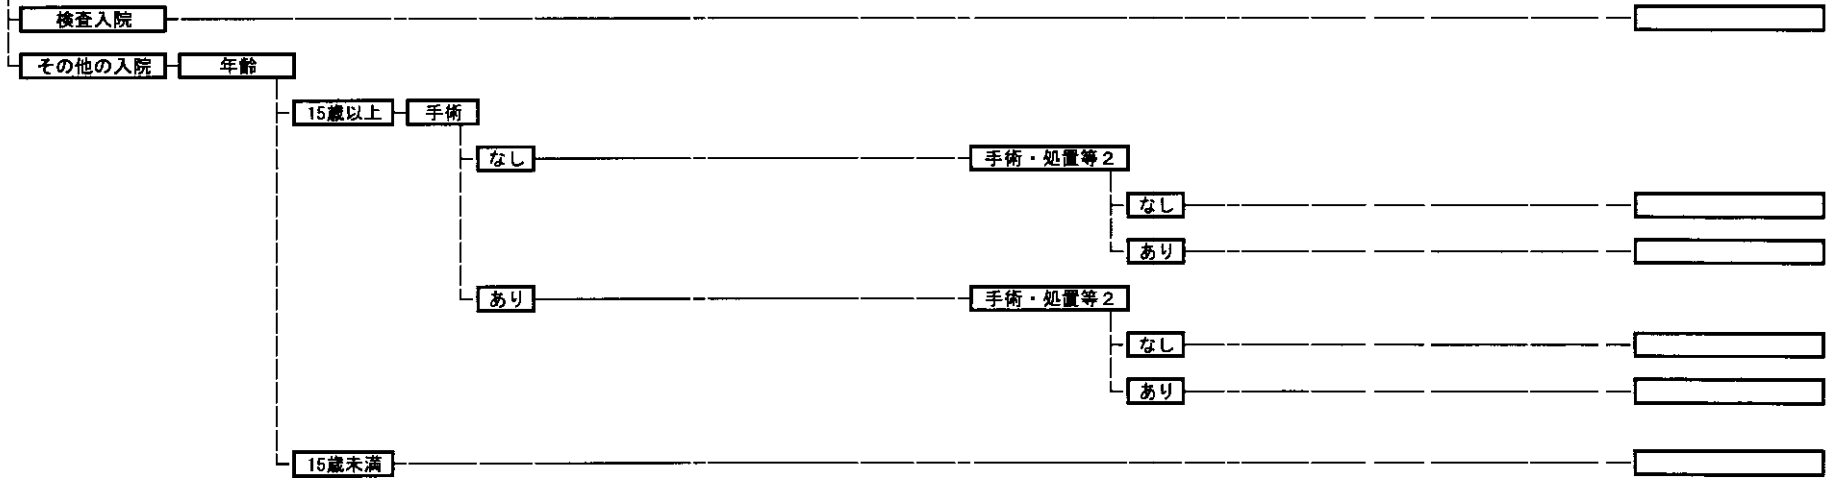 検査入院
その他の入院 年齢
15歳以上 手術
なし 手術・処置等2
なし
あり
あり 手術・処置等2
なし
あり
15歳未満